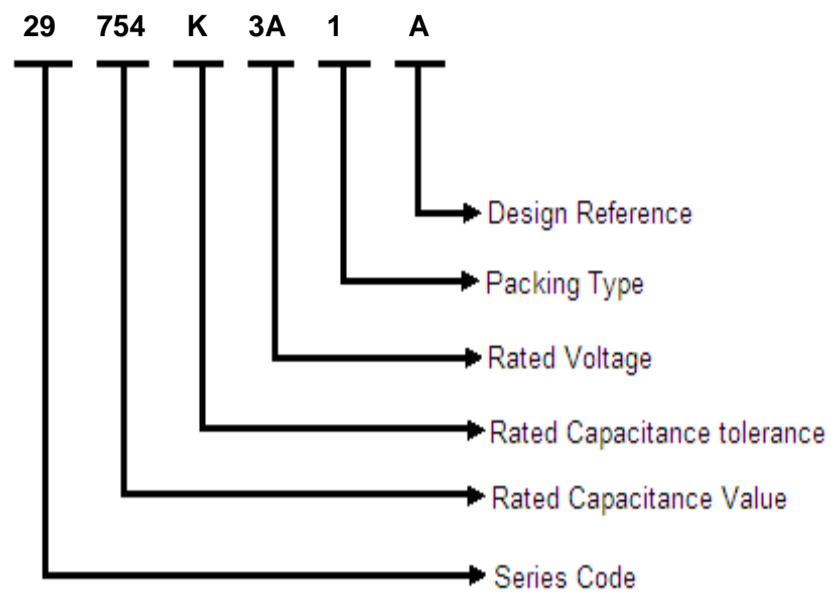 29 754 K 3A 1 A
Design Reference
Packing Type
Rated Voltage
Rated Capacitance tolerance
Rated Capacitance Value
Series Code